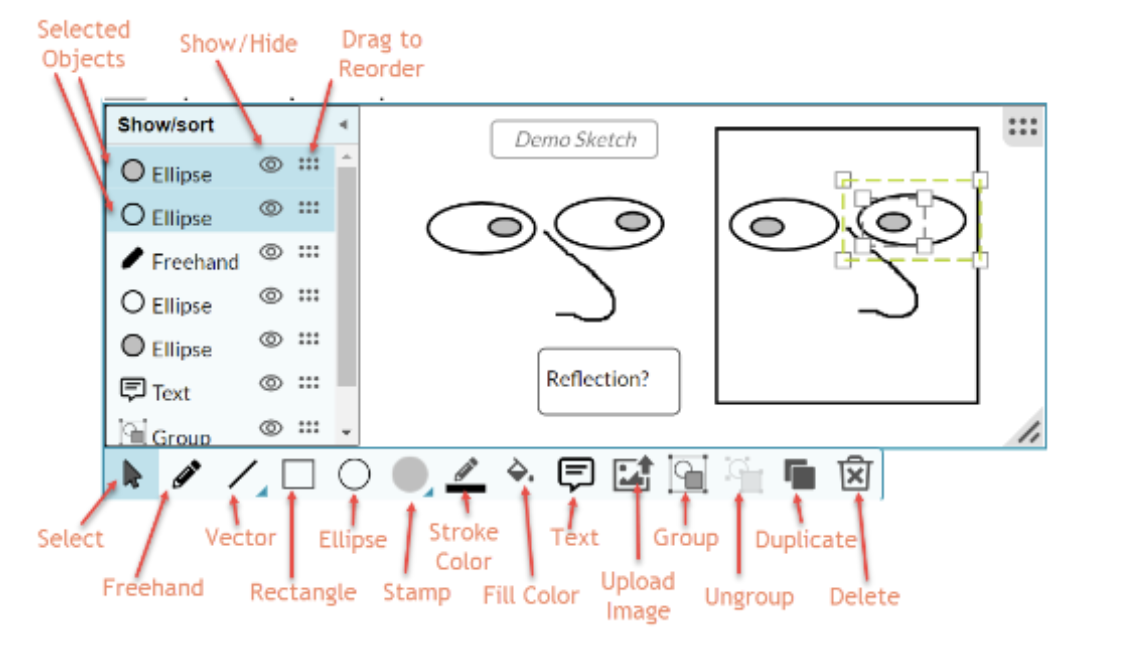 Selected
Objects
Show/Hide
Drag to
Reorder
Show/sort
Ellipse
Ellipse
Freehand
Ellipse
Ellipse
Text
Group
Demo Sketch
Reflection?
Select
Freehand
Vector
Rectangle
Ellipse
Stamp
Stroke
Color
Fill Color
Text
Upload
Image
Group
Ungroup
Duplicate
Delete